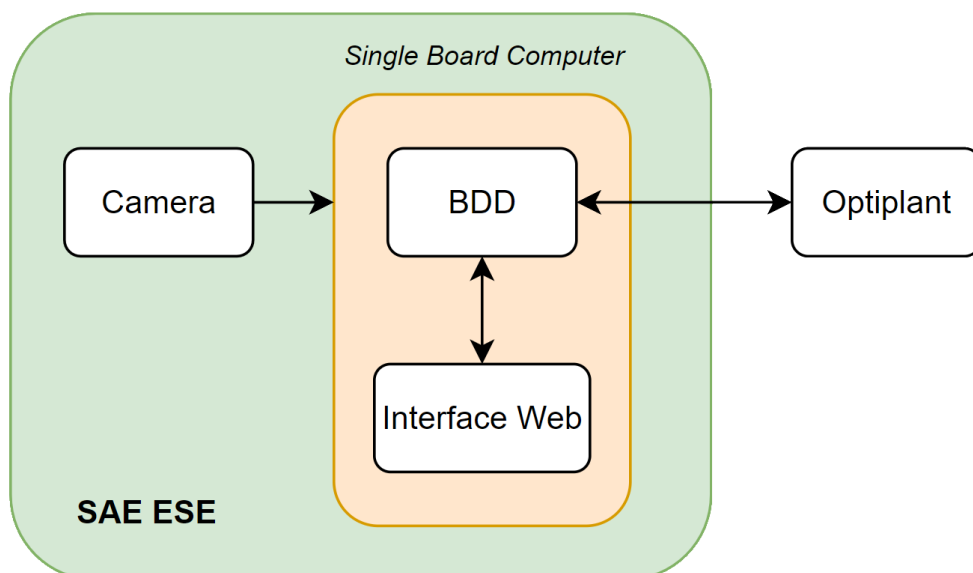 Single Board Computer
Camera
BDD
Optiplant
Interface Web
SAE ESE